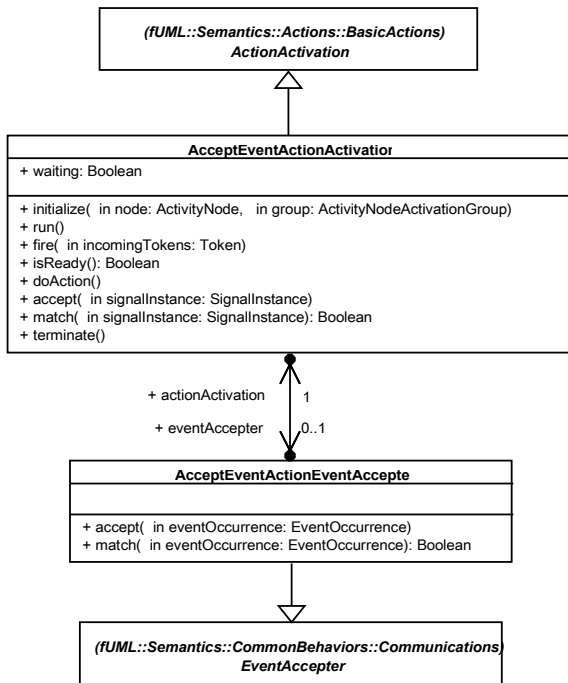 (fUML::Semantics::Actions::BasicActions)
ActionActivation
AcceptEventActionActivation
+ waiting: Boolean
+ initialize( in node: ActivityNode, in group: ActivityNodeActivationGroup)
+ run()
+ fire( in incomingTokens: Token)
+ isReady(): Boolean
+ doAction()
+ accept( in signalInstance: SignalInstance)
+ match( in signalInstance: SignalInstance): Boolean
+ terminate()
+ actionActivation 1
+ eventAccepter 0..1
AcceptEventActionEventAccepte
+ accept( in eventOccurrence: EventOccurrence)
+ match( in eventOccurrence: EventOccurrence): Boolean
(fUML::Semantics::CommonBehaviors::Communications)
EventAccepter